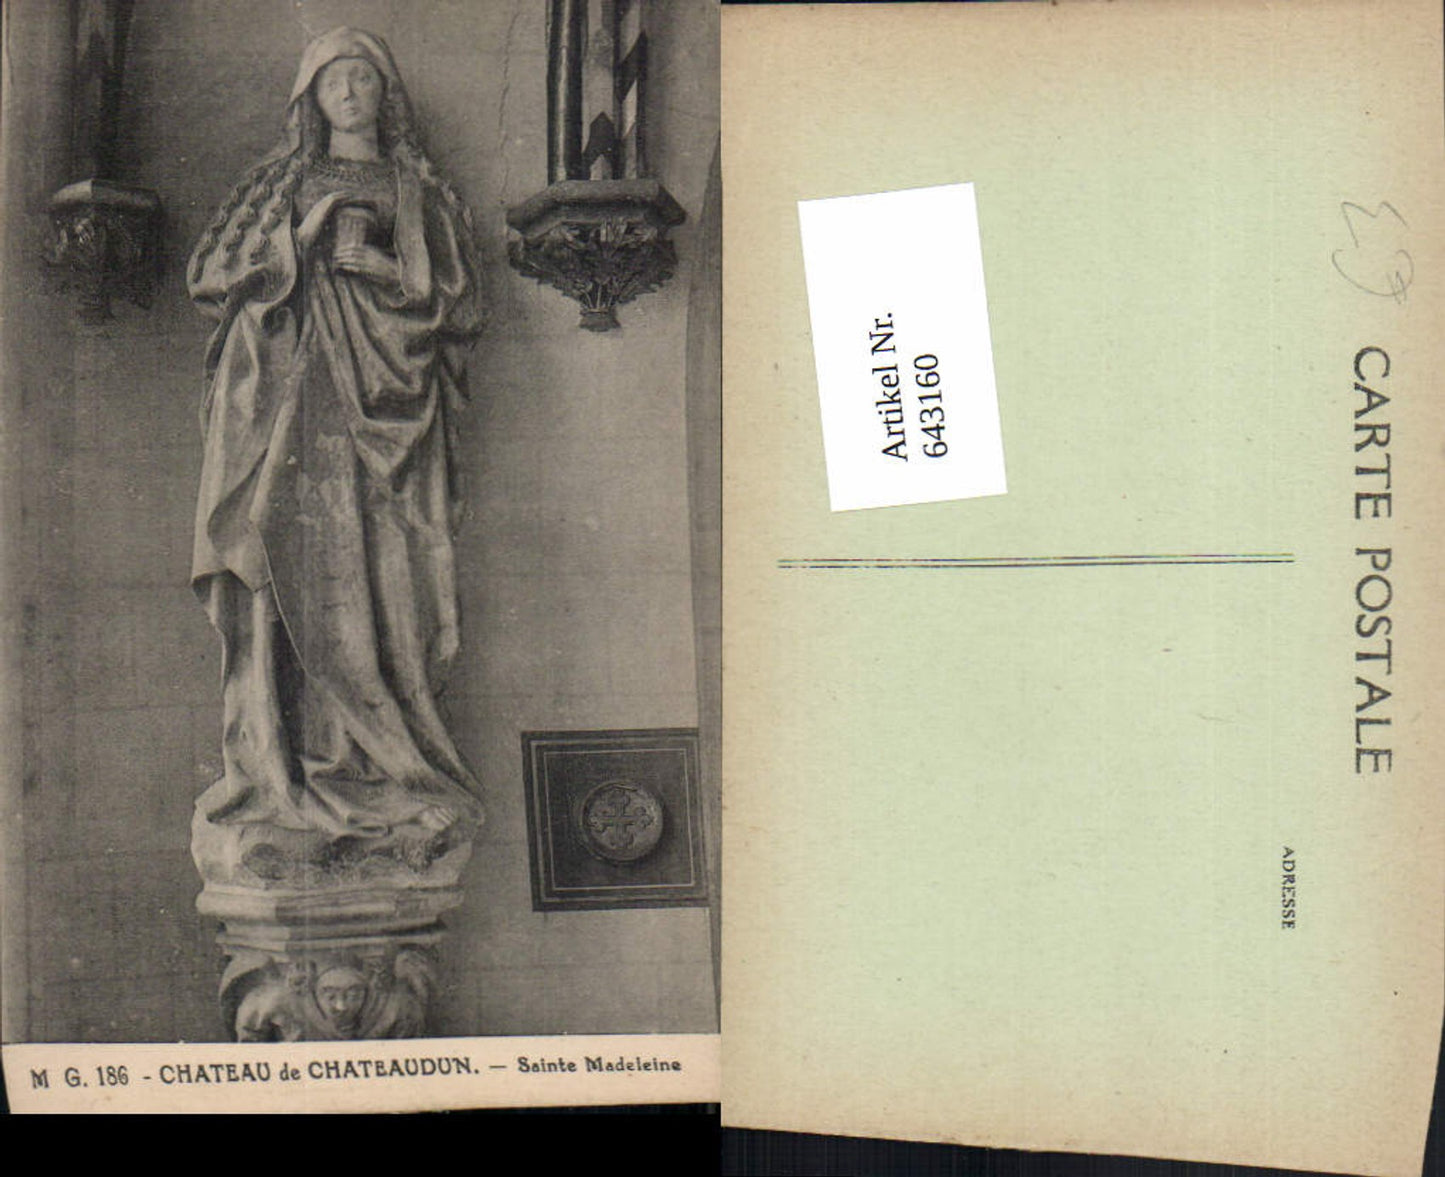 M G. 186 - CHATEAU de CHATEAUDUN. — Sainte Madeleine
Artikel Nr.
643160
CARTE POSTALE
ADRESSE